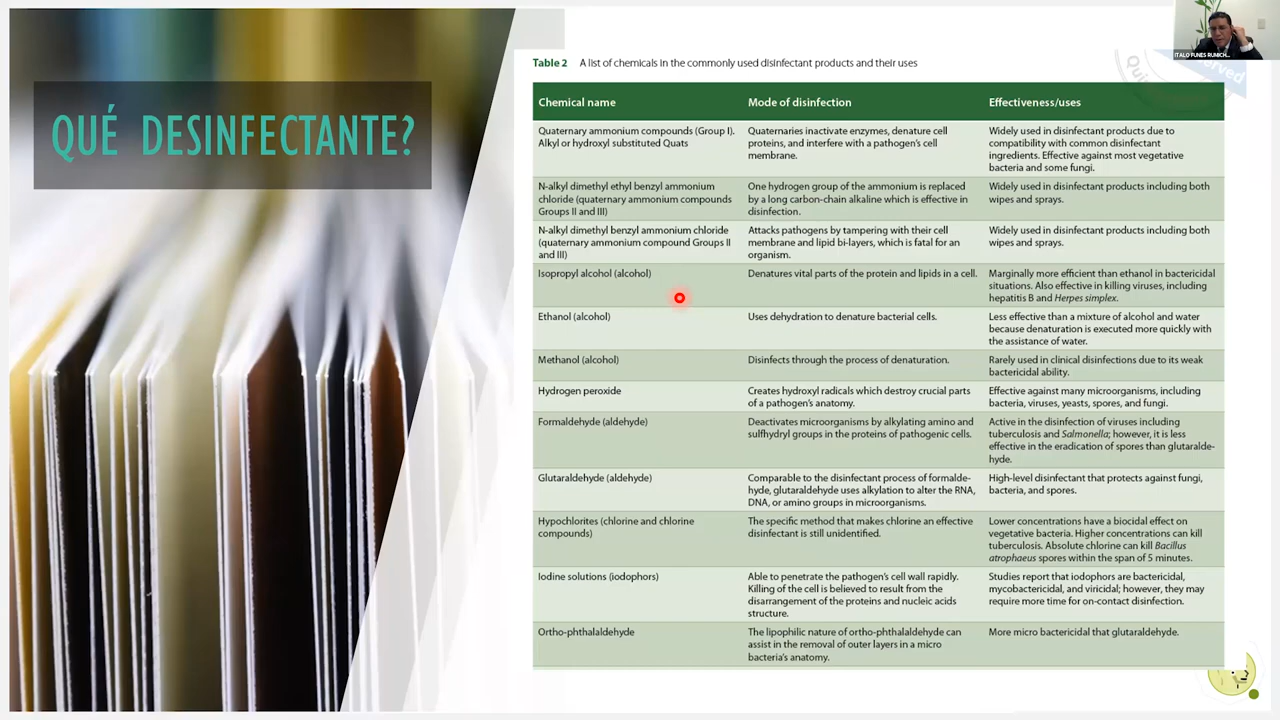 QUÉ DESINFECTANTE?
ITALO FUNES RUMICH...
Table 2 A list of chemicals in the commonly used disinfectant products and their uses
Chemical name Mode of disinfection Effectiveness/uses
Quaternary ammonium compounds (Group I).
Alkyl or hydroxyl substituted Quats
Quaternaries inactivate enzymes, denature cell
proteins, and interfere with a pathogen's cell
membrane.
Widely used in disinfectant products due to
compatibility with common disinfectant
ingredients. Effective against most vegetative
bacteria and some fungi.
N-alkyl dimethyl ethyl benzyl ammonium
chloride (quaternary ammonium compounds
Groups II and III)
One hydrogen group of the ammonium is replaced
by a long carbon-chain alkaline which is effective in
disinfection.
Widely used in disinfectant products including both
wipes and sprays.
N-alkyl dimethyl benzyl ammonium chloride
(quaternary ammonium compound Groups II
and III)
Attacks pathogens by tampering with their cell
membrane and lipid bi-layers, which is fatal for an
organism.
Widely used in disinfectant products including both
wipes and sprays.
Isopropyl alcohol (alcohol)
Denatures vital parts of the protein and lipids in a cell.
Marginally more efficient than ethanol in bactericidal
situations. Also effective in killing viruses, including
hepatitis B and Herpes simplex.
Ethanol (alcohol)
Uses dehydration to denature bacterial cells.
Less effective than a mixture of alcohol and water
because denaturation is executed more quickly with
the assistance of water.
Methanol (alcohol)
Disinfects through the process of denaturation.
Rarely used in clinical disinfections due to its weak
bactericidal ability.
Hydrogen peroxide
Creates hydroxyl radicals which destroy crucial parts
of a pathogen's anatomy.
Effective against many microorganisms, including
bacteria, viruses, yeasts, spores, and fungi.
Formaldehyde (aldehyde)
Deactivates microorganisms by alkylating amino and
sulfhydryl groups in the proteins of pathogenic cells.
Active in the disinfection of viruses including
tuberculosis and Salmonella; however, it is less
effective in the eradication of spores than glutarade-
hyde.
Glutaraldehyde (aldehyde)
Comparable to the disinfectant process of formalde-
hyde, glutaraldehyde uses alkylation to alter the RNA,
DNA, or amino groups in microorganisms.
High-level disinfectant that protects against fungi,
bacteria, and spores.
Hypochlorites (chlorine and chlorine
compounds)
The specific method that makes chlorine an effective
disinfectant is still unidentified.
Lower concentrations have a biocidal effect on
vegetative bacteria. Higher concentrations can kill
tuberculosis. Absolute chlorine can kill Bacillus
atrophaeus spores within the span of 5 minutes.
Iodine solutions (iodophors)
Able to penetrate the pathogen's cell wall rapidly.
Killing of the cell is believed to result from the
disarrangement of the proteins and nucleic acids
structure.
Studies report that iodophors are bactericidal,
mycobactericidal, and viricidal; however, they may
require more time for on-contact disinfection.
Ortho-phthalaldehyde
The lipophilic nature of ortho-phthalaldehyde can
assist in the removal of outer layers in a micro
bacteria's anatomy.
More micro bactericidal that glutaraldehyde.